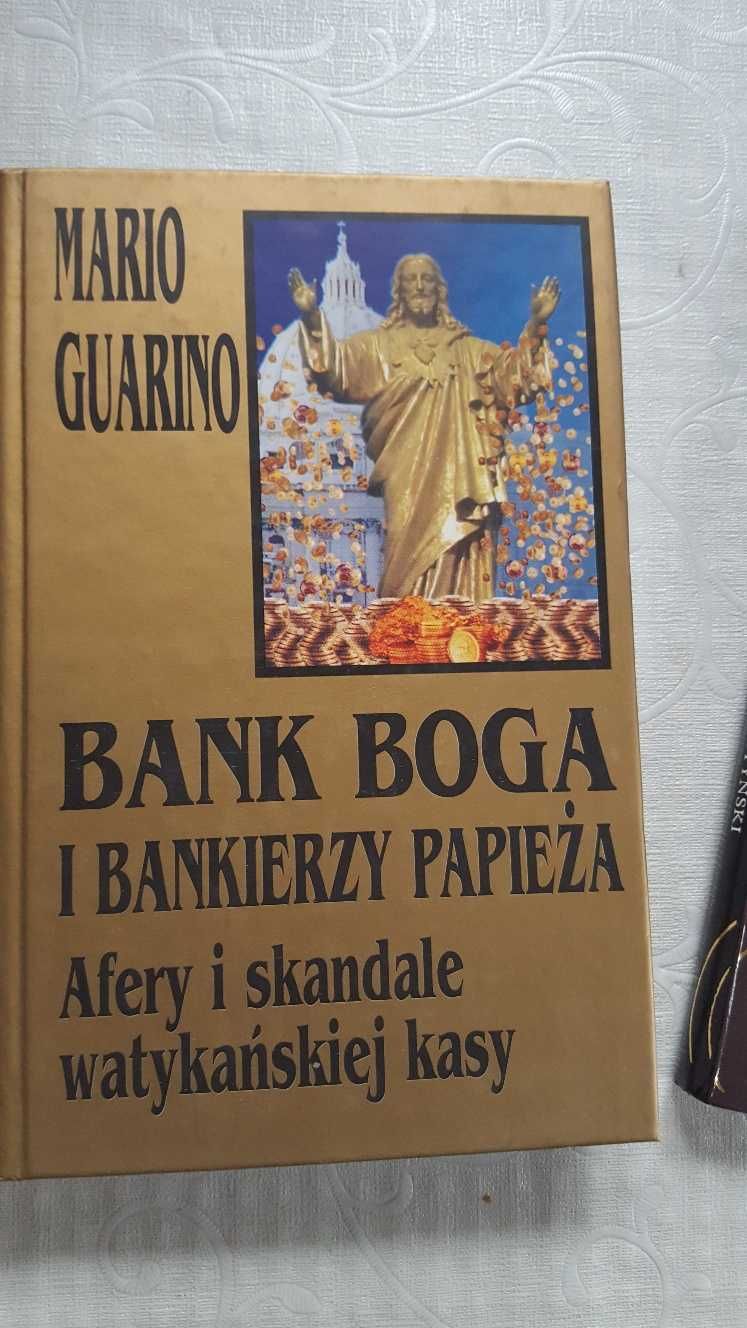 MARIO
GUARINO
BANK BOGA
I BANKIERZY PAPIEŻA
Afery i skandale
watykańskiej kasy